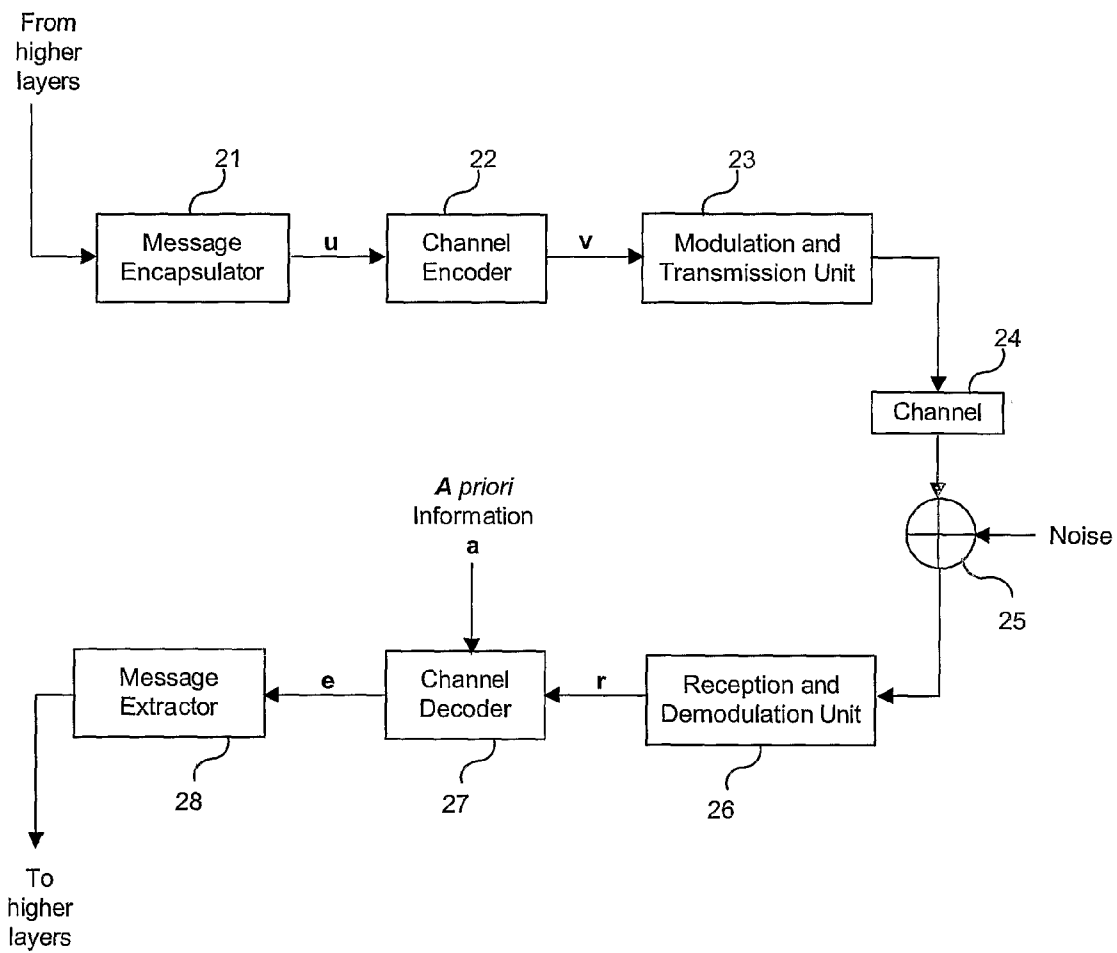 From
higher
layers
21
22
23
Message
Encapsulator
u
Channel
Encoder
v
Modulation and
Transmission Unit
24
Channel
A priori
Information
a
Noise
25
Message
Extractor
e
Channel
Decoder
r
Reception and
Demodulation Unit
28
27
26
To
higher
layers